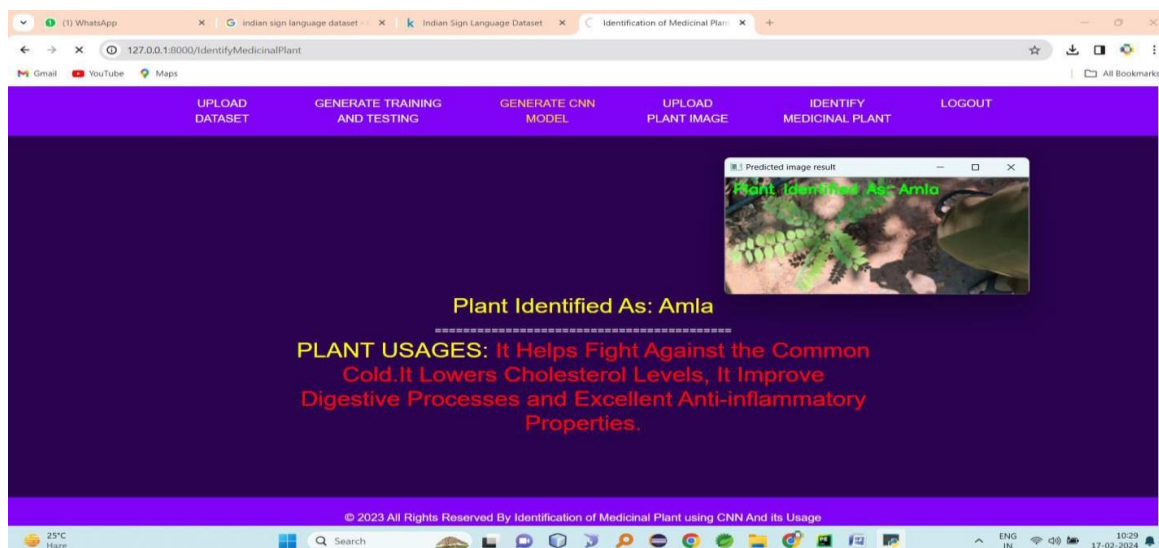 (1) WhatsApp
indian sign language dataset -
Indian Sign Language Dataset
Identification of Medicinal Plan
127.0.0.1:8000/IdentifyMedicinalPlant
Gmail
YouTube
Maps
All Bookmarks
UPLOAD
DATASET
GENERATE TRAINING
AND TESTING
GENERATE CNN
MODEL
UPLOAD
PLANT IMAGE
IDENTIFY
MEDICINAL PLANT
LOGOUT
Predicted image result
Plant Identified As: Amla
Plant Identified As: Amla
==========================================
PLANT USAGES: It Helps Fight Against the Common
Cold.It Lowers Cholesterol Levels, It Improve
Digestive Processes and Excellent Anti-inflammatory
Properties.
© 2023 All Rights Reserved By Identification of Medicinal Plant using CNN And its Usage
25°C
Haze
Search
ENG
IN
10:29
17-02-2024